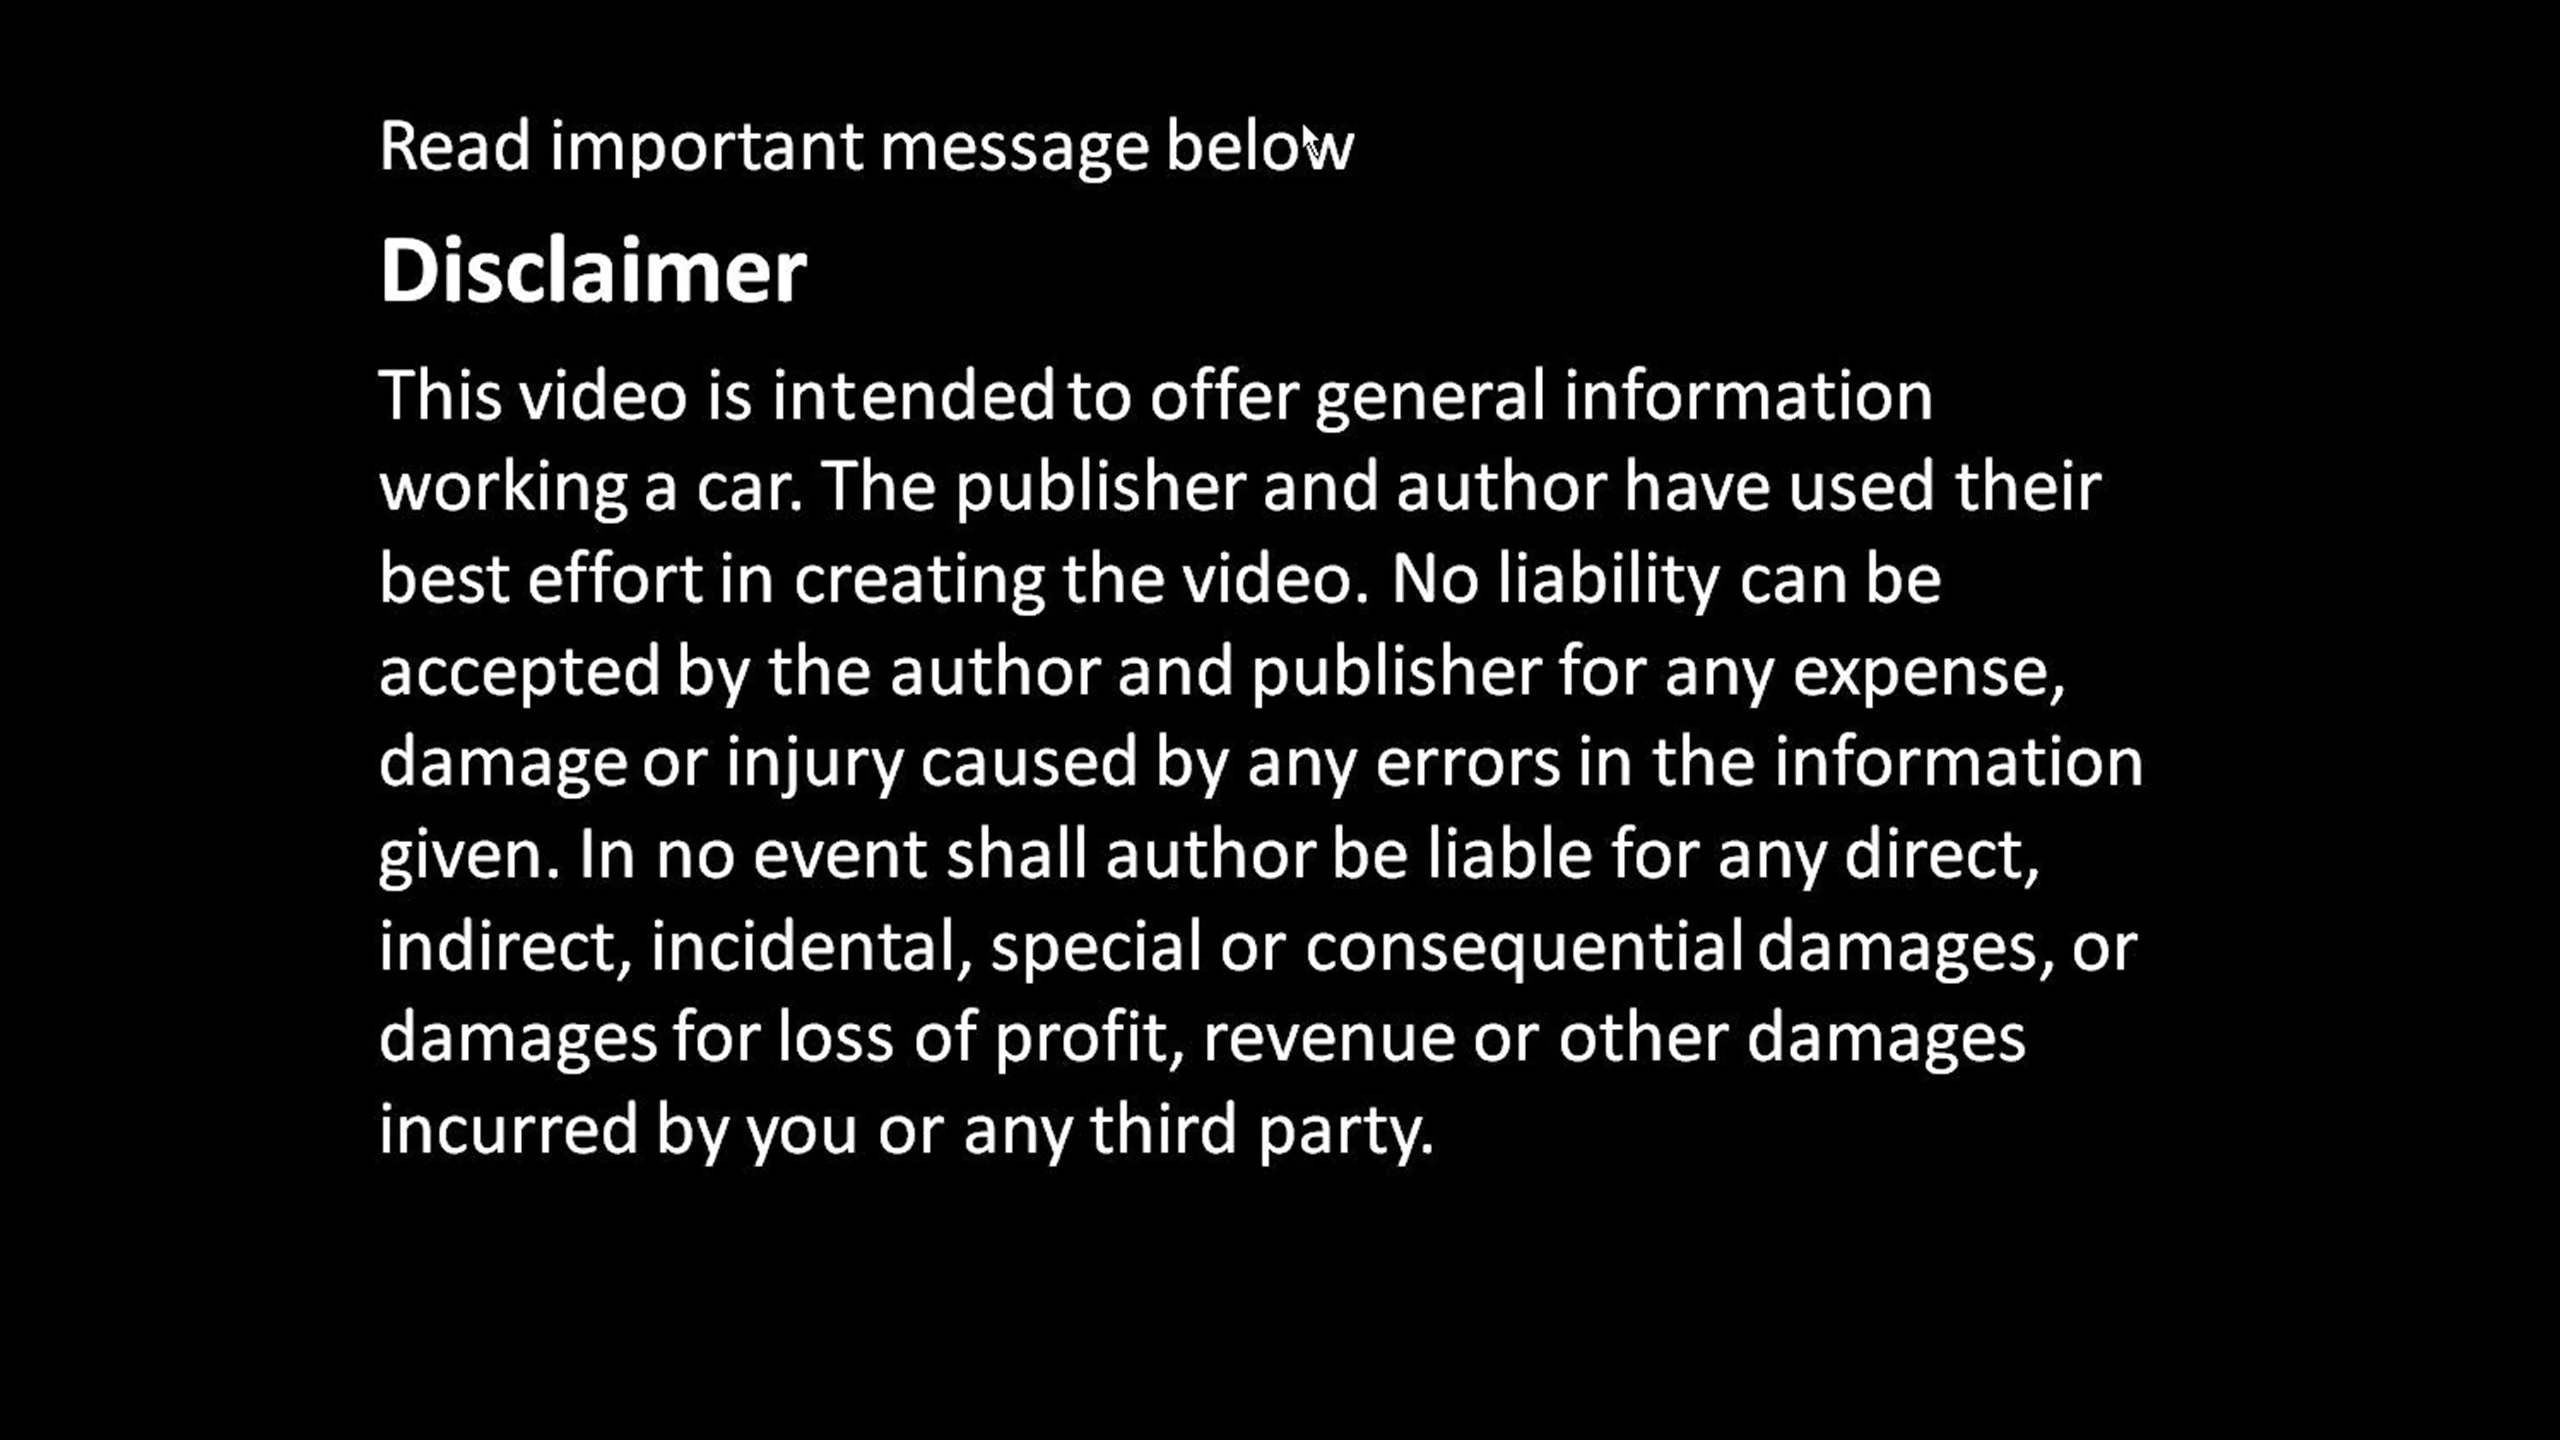 Read important message below
Disclaimer
This video is intended to offer general information
working a car. The publisher and author have used their
best effort in creating the video. No liability can be
accepted by the author and publisher for any expense,
damage or injury caused by any errors in the information
given. In no event shall author be liable for any direct,
indirect, incidental, special or consequential damages, or
damages for loss of profit, revenue or other damages
incurred by you or any third party.